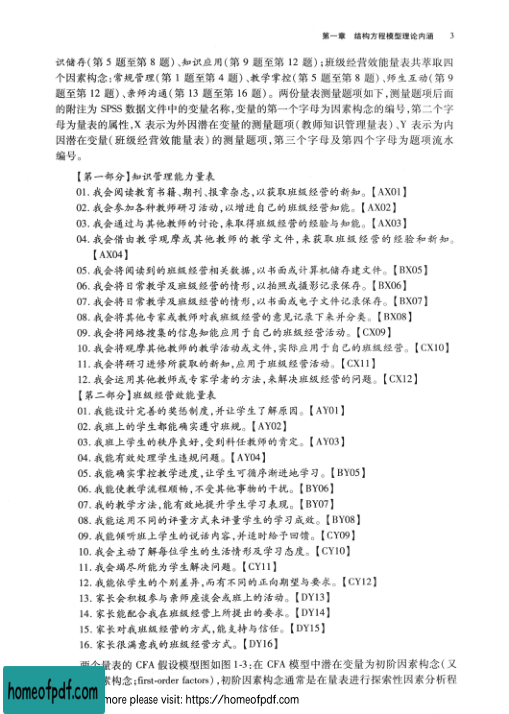 第一章　结构方程模型理论内涵　3
识储存(第 5 题至第 8 题)、知识应用(第 9 题至第 12 题);班级经营效能量表共萃取四
个因素构念:常规管理(第 1 题至第 4 题)、教学掌控(第 5 题至第 8 题)、师生互动(第 9
题至第 12 题)、亲师沟通(第 13 题至第 16 题)。两份量表测量题项如下,测量题项后面
的附注为 SPSS 数据文件中的变量名称,变量的第一个字母为因素构念的编号,第二个字
母为量表的属性,X 表示为外因潜在变量的测量题项(教师知识管理量表)、Y 表示为内
因潜在变量(班级经营效能量表)的测量题项,第三个字母及第四个字母为题项流水
编号。
【第一部分】知识管理能力量表
01. 我会阅读教育书籍、期刊、报章杂志,以获取班级经营的新知。【AX01】
02. 我会参加各种教师研习活动,以增进自己的班级经营知能。【AX02】
03. 我会通过与其他教师的讨论,来取得班级经营的经验与知能。【AX03】
04. 我会借由教学观摩或其他教师的教学文件,来获取班级经营的经验和新知。
【AX04】
05. 我会将阅读到的班级经营相关数据,以书面或计算机储存建文件。【BX05】
06. 我会将日常教学及班级经营的情形,以拍照或摄影记录保存。【BX06】
07. 我会将日常教学及班级经营的情形,以书面或电子文件记录保存。【BX07】
08. 我会将其他专家或教师对我班级经营的意见记录下来并分类。【BX08】
09. 我会将网络搜集的信息知能应用于自己的班级经营活动。【CX09】
10. 我会将观摩其他教师的教学活动或文件,实际应用于自己的班级经营。【CX10】
11. 我会将研习进修所获取的新知,应用于班级经营活动。【CX11】
12. 我会运用其他教师或专家学者的方法,来解决班级经营的问题。【CX12】
【第二部分】班级经营效能量表
01. 我能设计完善的奖惩制度,并让学生了解原因。【AY01】
02. 我班上的学生都能确实遵守班规。【AY02】
03. 我班上学生的秩序良好,受到科任教师的肯定。【AY03】
04. 我能有效处理学生违规问题。【AY04】
05. 我能确实掌控教学进度,让学生可循序渐进地学习。【BY05】
06. 我能使教学流程顺畅,不受其他事物的干扰。【BY06】
07. 我的教学方法,能有效地提升学生学习表现。【BY07】
08. 我能运用不同的评量方式来评量学生的学习成效。【BY08】
09. 我能倾听班上学生的说话内容,并适时给予回馈。【CY09】
10. 我会主动了解每位学生的生活情形及学习态度。【CY10】
11. 我会竭尽所能为学生解决问题。【CY11】
12. 我能依学生的个别差异,而有不同的正向期望与要求。【CY12】
13. 家长会积极参与亲师座谈会或班上的活动。【DY13】
14. 家长能配合我在班级经营上所提出的要求。【DY14】
15. 家长对我班级经营的方式,能支持与信任。【DY15】
16. 家长很满意我的班级经营方式。【DY16】
两个量表的 CFA 假设模型图如图 1-3;在 CFA 模型中潜在变量为初阶因素构念(又
构念;first-order factors),初阶因素构念通常是在量表进行探索性因素分析程
homeofpdf.com
more please visit: https://homeofpdf.com